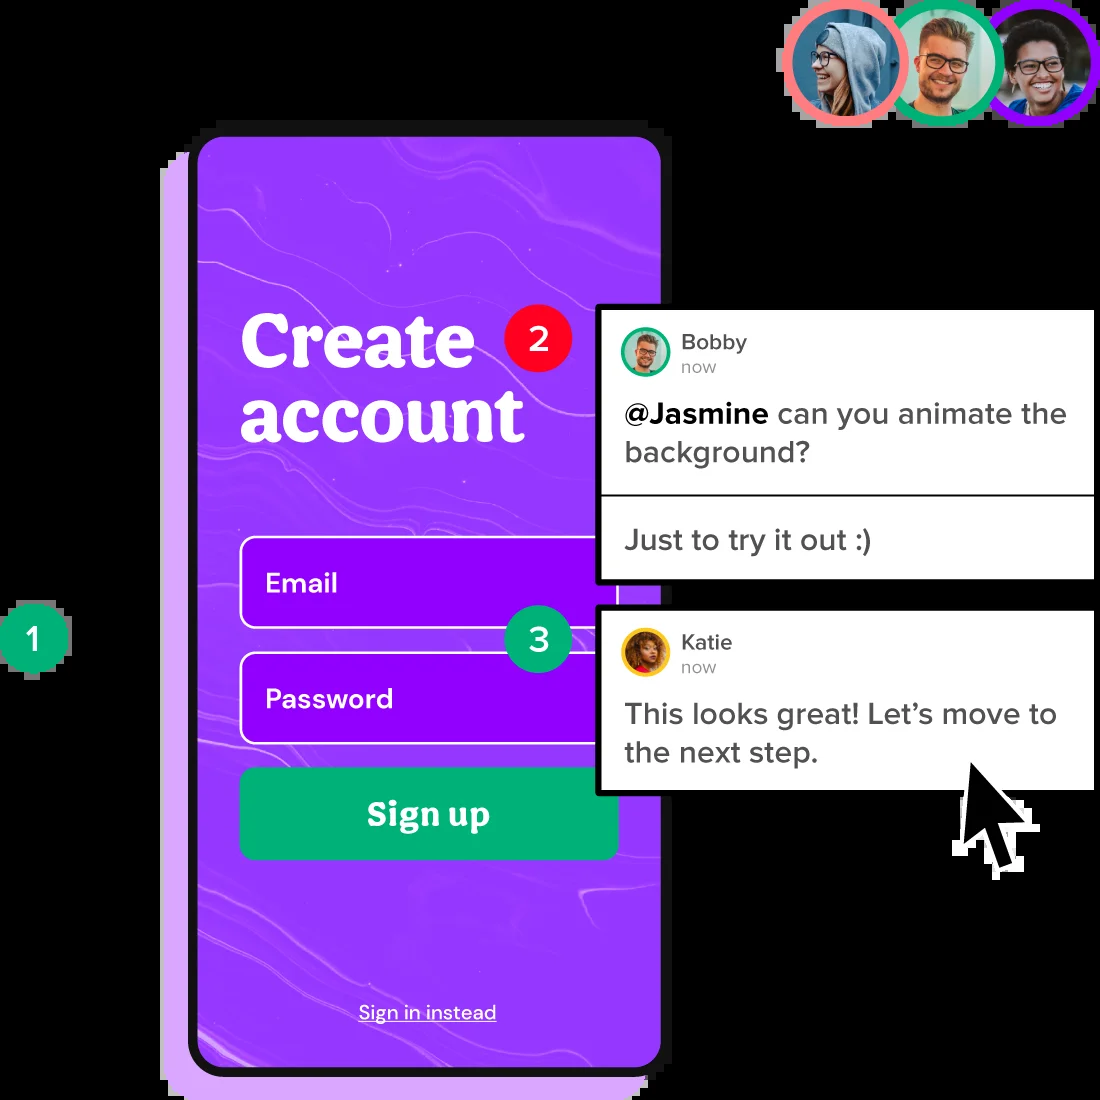 Create
account
2
Bobby
now
@Jasmine can you animate the
background?
Just to try it out :)
Email
1
3
Katie
now
Password
This looks great! Let’s move to
the next step.
Sign up
Sign in instead